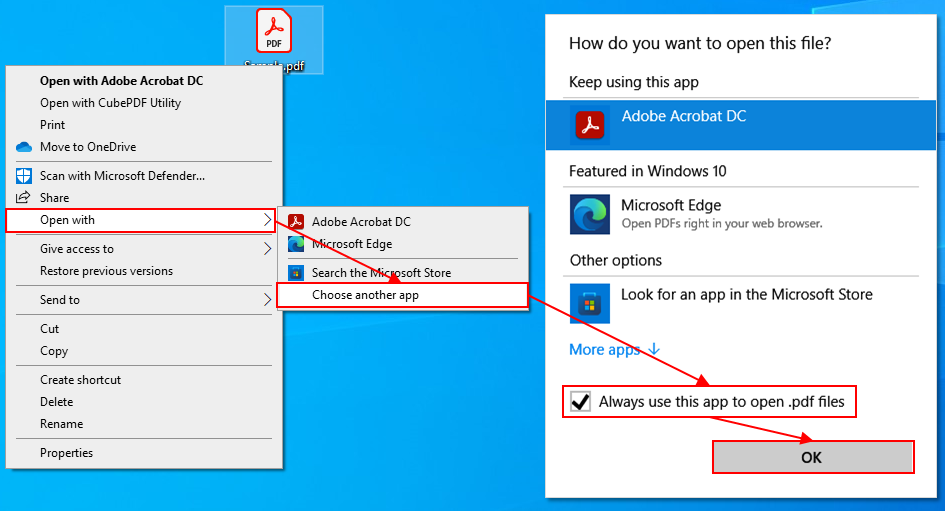 PDF
Sample.pdf
Open with Adobe Acrobat DC
Open with CubePDF Utility
Print
Move to OneDrive
Scan with Microsoft Defender...
Share
Open with
Give access to
Restore previous versions
Send to
Cut
Copy
Create shortcut
Delete
Rename
Properties
Adobe Acrobat DC
Microsoft Edge
Search the Microsoft Store
Choose another app
How do you want to open this file?
Keep using this app
Adobe Acrobat DC
Featured in Windows 10
Microsoft Edge
Open PDFs right in your web browser.
Other options
Look for an app in the Microsoft Store
More apps ↓
Always use this app to open .pdf files
OK